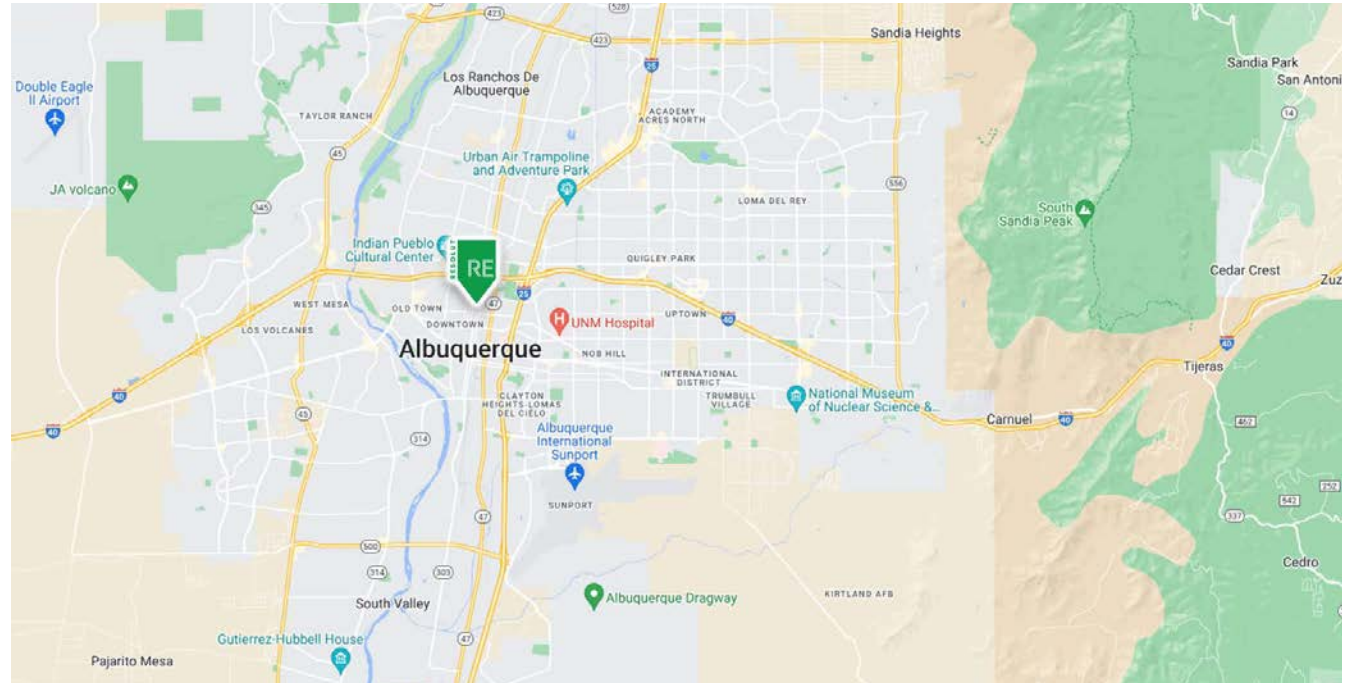 423
528
423
Sandia Heights
25
Sandia Park
San Antoni
Los Ranchos De
Albuquerque
Double Eagle
II Airport
14
TAYLOR RANCH
ACADEMY
ACRES NORTH
45
Urban Air Trampoline
and Adventure Park
JA volcano
556
345
LOMA DEL REY
South
Sandia Peak
Indian Pueblo
Cultural Center
RESOLUT
RE
QUIGLEY PARK
Cedar Crest
Zuz
25
47
WEST MESA
OLD TOWN
DOWNTOWN
UNM Hospital
UPTOWN
40
LOS VOLCANES
Albuquerque
NOB HILL
40
Tijeras
INTERNATIONAL
DISTRICT
40
CLAYTON
HEIGHTS-LOMAS
DEL CIELO
TRUMBULL
VILLAGE
National Museum
of Nuclear Science &...
45
40
314
Albuquerque
International
Sunport
Carnuel
40
462
252
542
SUNPORT
47
337
500
314
303
Cedro
South Valley
Albuquerque Dragway
KIRTLAND AFB
Gutierrez-Hubbell House
47
Pajarito Mesa